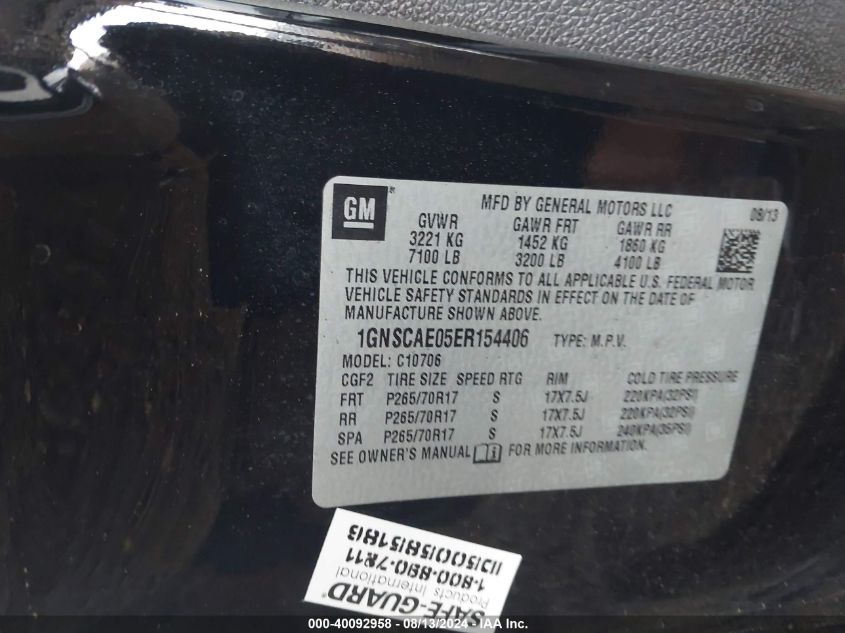 GM
MFD BY GENERAL MOTORS LLC 08/13
GVWR GAWR FRT GAWR RR
3221 KG 1452 KG 1860 KG
7100 LB 3200 LB 4100 LB
THIS VEHICLE CONFORMS TO ALL APPLICABLE U.S. FEDERAL MOTOR
VEHICLE SAFETY STANDARDS IN EFFECT ON THE DATE OF
MANUFACTURE SHOWN ABOVE.
1GNSCAE05ER154406 TYPE: M.P.V.
MODEL: C10706
CGF2 TIRE SIZE SPEED RTG RIM COLD TIRE PRESSURE
FRT P265/70R17 S 17X7.5J 220KPA(32PSI)
RR P265/70R17 S 17X7.5J 220KPA(32PSI)
SPA P265/70R17 S 17X7.5J 240KPA(35PSI)
SEE OWNER'S MANUAL FOR MORE INFORMATION.
SAFE-GUARD®
Products International
1-800-890-7211
000-40092958 - 08/13/2024 - IAA Inc.